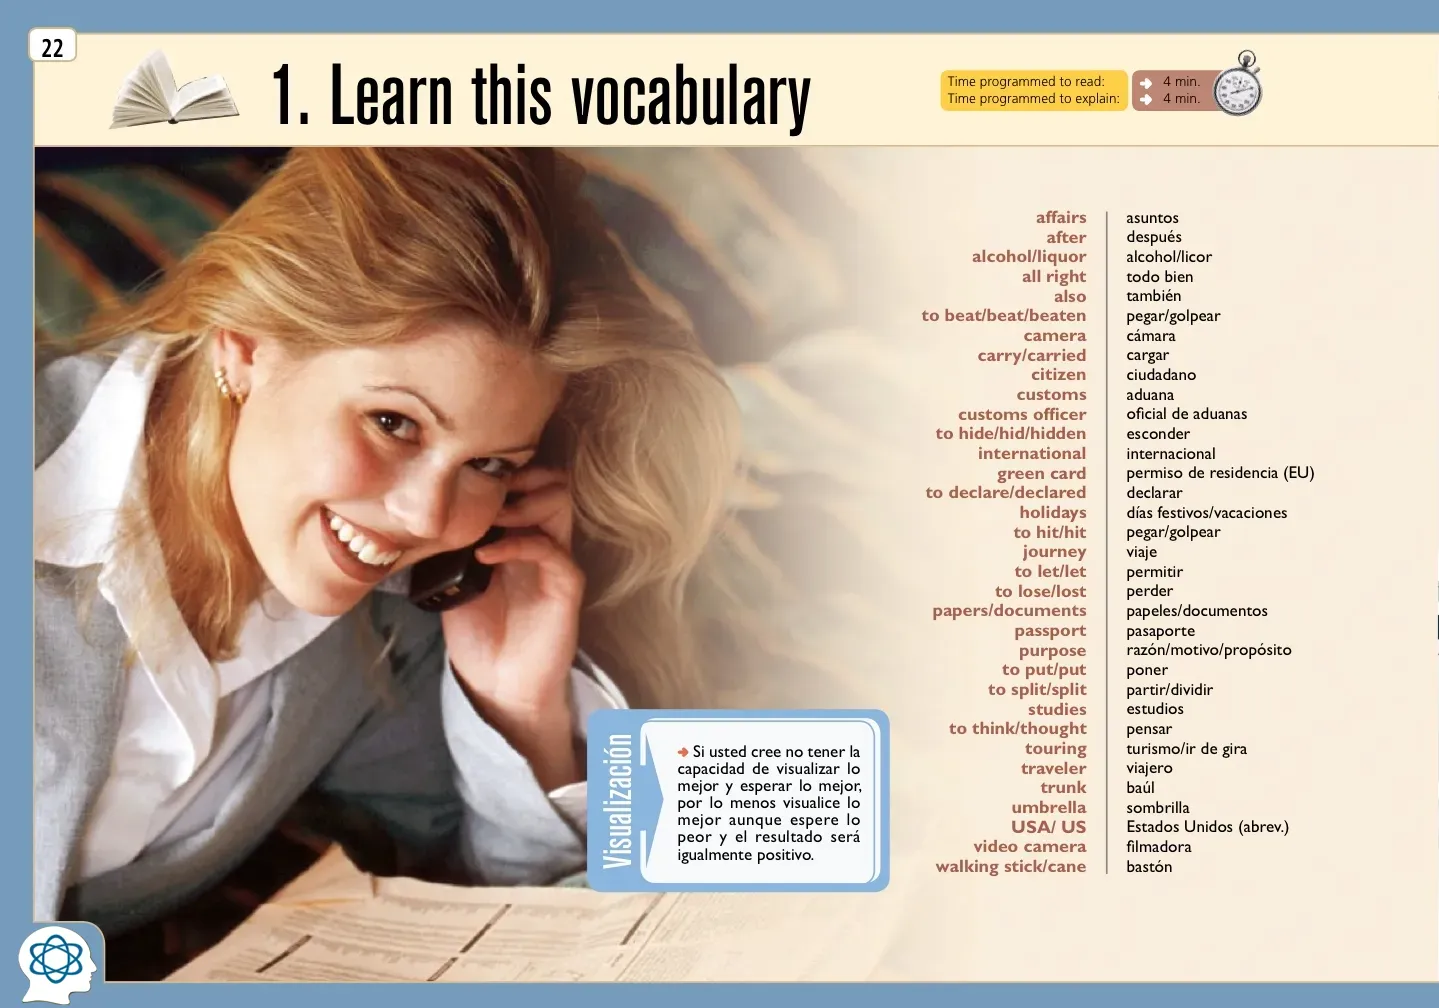 22
1. Learn this vocabulary
Time programmed to read: ➔ 4 min.
Time programmed to explain: ➔ 4 min.
affairs asuntos
after después
alcohol/liquor alcohol/licor
all right todo bien
also también
to beat/beat/beaten pegar/golpear
camera cámara
carry/carried cargar
citizen ciudadano
customs aduana
customs officer oficial de aduanas
to hide/hid/hidden esconder
international internacional
green card permiso de residencia (EU)
to declare/declared declarar
holidays días festivos/vacaciones
to hit/hit pegar/golpear
journey viaje
to let/let permitir
to lose/lost perder
papers/documents papeles/documentos
passport pasaporte
purpose razón/motivo/propósito
to put/put poner
to split/split partir/dividir
studies estudios
to think/thought pensar
touring turismo/ir de gira
traveler viajero
trunk baúl
umbrella sombrilla
USA/ US Estados Unidos (abrev.)
video camera filmadora
walking stick/cane bastón
Visualización
➔ Si usted cree no tener la
capacidad de visualizar lo
mejor y esperar lo mejor,
por lo menos visualice lo
mejor aunque espere lo
peor y el resultado será
igualmente positivo.